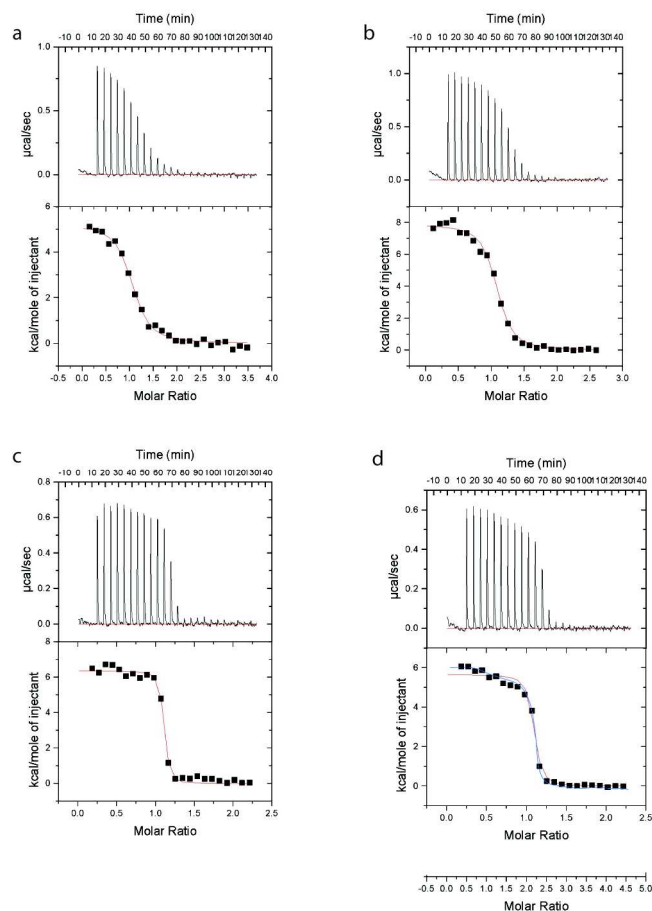 a
Time (min)
-10 0 10 20 30 40 50 60 70 80 90 100 110 120 130 140
1.0
0.5
0.0
µcal/sec
6
4
2
0
kcal/mole of injectant
-0.5 0.0 0.5 1.0 1.5 2.0 2.5 3.0 3.5 4.0
Molar Ratio
b
Time (min)
-10 0 10 20 30 40 50 60 70 80 90 100 110 120 130 140
1.0
0.5
0.0
µcal/sec
8
6
4
2
0
kcal/mole of injectant
0.0 0.5 1.0 1.5 2.0 2.5 3.0
Molar Ratio
c
Time (min)
-10 0 10 20 30 40 50 60 70 80 90 100 110 120 130 140
0.8
0.6
0.4
0.2
0.0
µcal/sec
8
6
4
2
0
kcal/mole of injectant
0.0 0.5 1.0 1.5 2.0 2.5
Molar Ratio
d
Time (min)
-10 0 10 20 30 40 50 60 70 80 90 100 110 120 130 140
0.6
0.4
0.2
0.0
µcal/sec
6
4
2
0
kcal/mole of injectant
0.0 0.5 1.0 1.5 2.0 2.5
Molar Ratio
-0.5 0.0 0.5 1.0 1.5 2.0 2.5 3.0 3.5 4.0 4.5 5.0